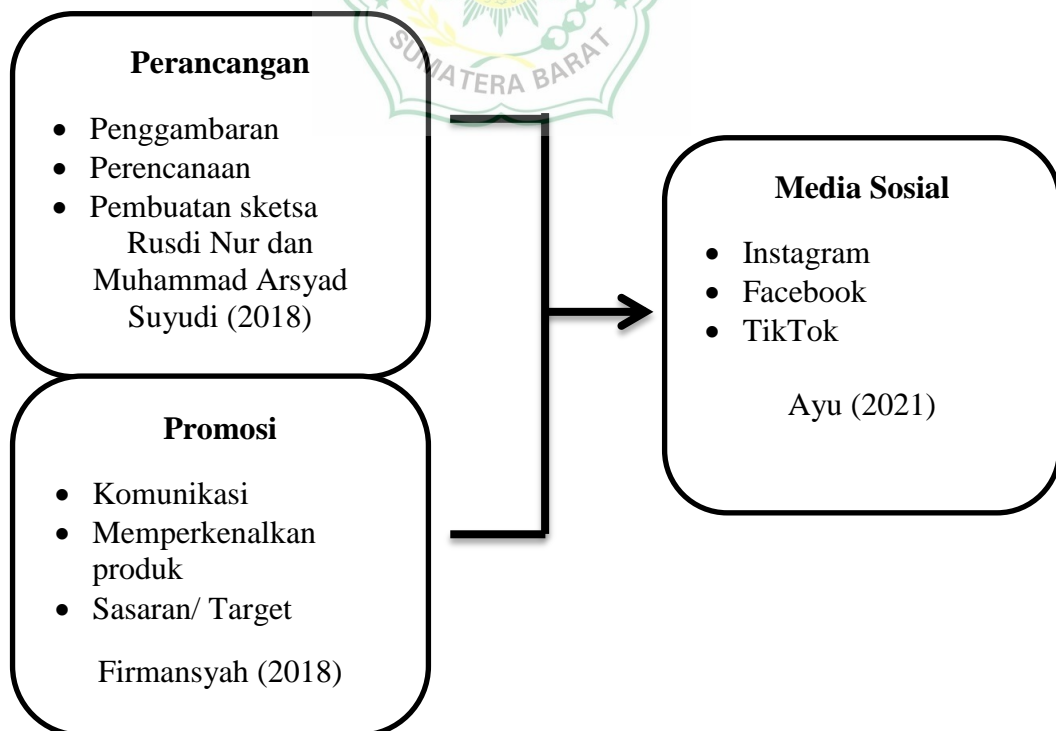 SUMATERA BARAT
Perancangan
• Penggambaran
• Perencanaan
• Pembuatan sketsa
Rusdi Nur dan
Muhammad Arsyad
Suyudi (2018)
Promosi
• Komunikasi
• Memperkenalkan
produk
• Sasaran/ Target
Firmansyah (2018)
Media Sosial
• Instagram
• Facebook
• TikTok
Ayu (2021)